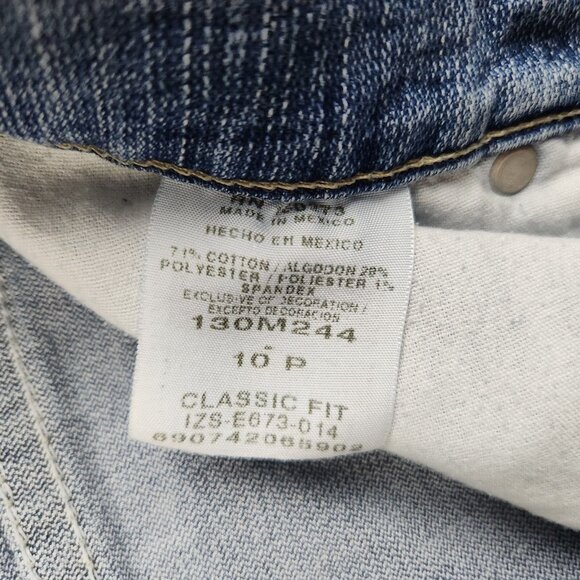 MADE IN MEXICO
HECHO EN MEXICO
71% COTTON / ALGODON 28%
POLYESTER / POLIESTER 1%
SPANDEX
EXCLUSIVE OF DECORATION /
EXCEPTO DECORACION
130M244
-
10 P
CLASSIC FIT
IZS-E673-014
690742065902